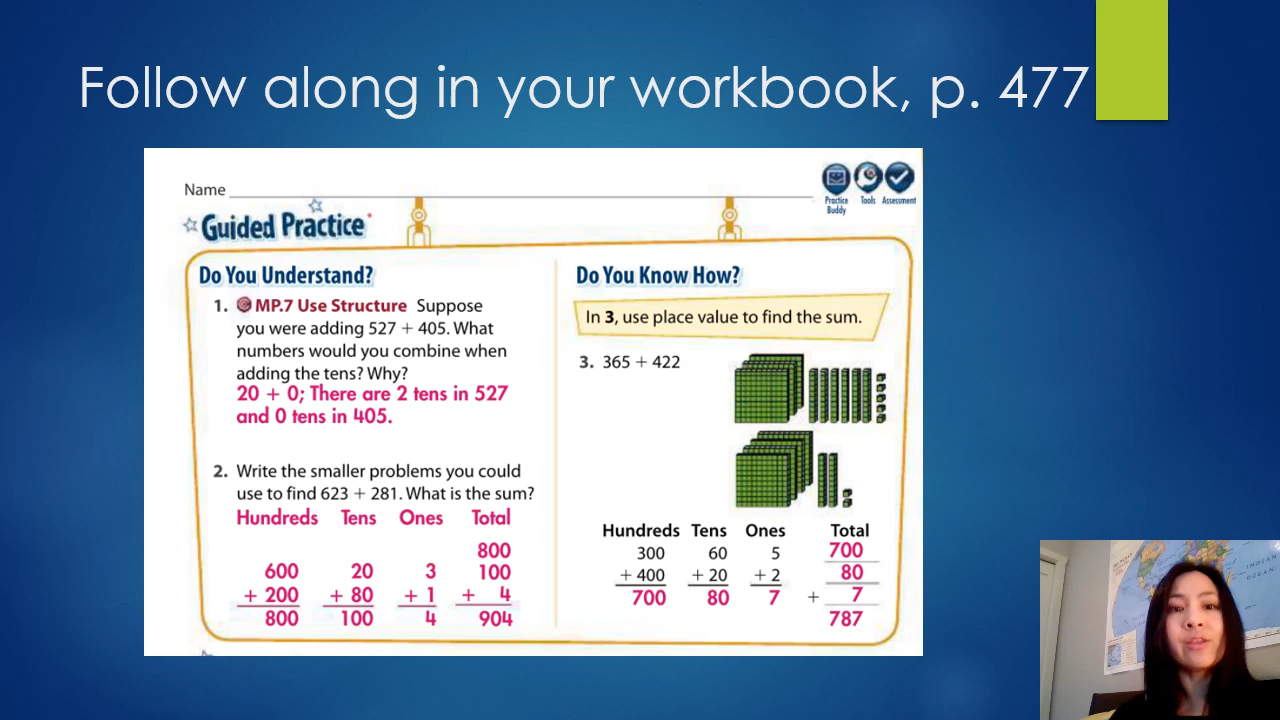 Follow along in your workbook, p. 477
Name
Practice
Buddy
Tools
Assessment
Guided Practice*
Do You Understand?
1. MP.7 Use Structure Suppose
you were adding 527 + 405. What
numbers would you combine when
adding the tens? Why?
20 + 0; There are 2 tens in 527
and 0 tens in 405.
2. Write the smaller problems you could
use to find 623 + 281. What is the sum?
Hundreds Tens Ones Total
800
600 20 3 100
+ 200 + 80 + 1 + 4
800 100 4 904
Do You Know How?
In 3, use place value to find the sum.
3. 365 + 422
Hundreds Tens Ones Total
300 60 5 700
+ 400 + 20 + 2 80
700 80 7 + 7
787
INDIAN
OCEAN